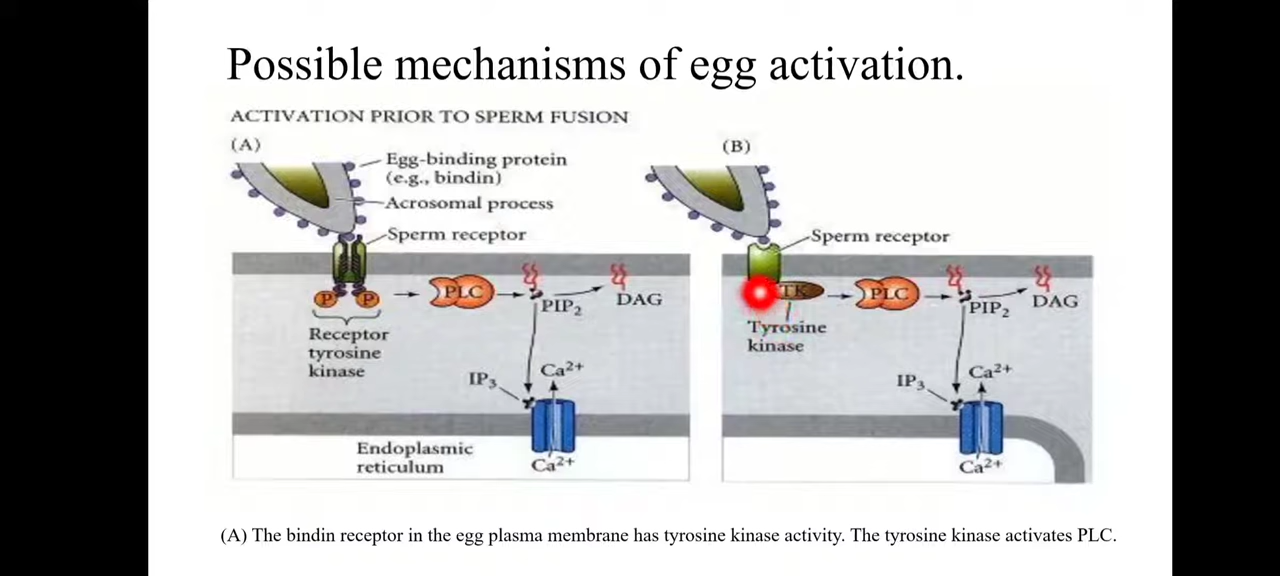 Possible mechanisms of egg activation.
ACTIVATION PRIOR TO SPERM FUSION
(A)
Egg-binding protein
(e.g., bindin)
Acrosomal process
Sperm receptor
P P
PLC
PIP2
DAG
Receptor
tyrosine
kinase
IP3
Ca2+
Endoplasmic
reticulum
Ca2+
(B)
Sperm receptor
TK
PLC
PIP2
DAG
Tyrosine
kinase
IP3
Ca2+
Ca2+
(A) The bindin receptor in the egg plasma membrane has tyrosine kinase activity. The tyrosine kinase activates PLC.